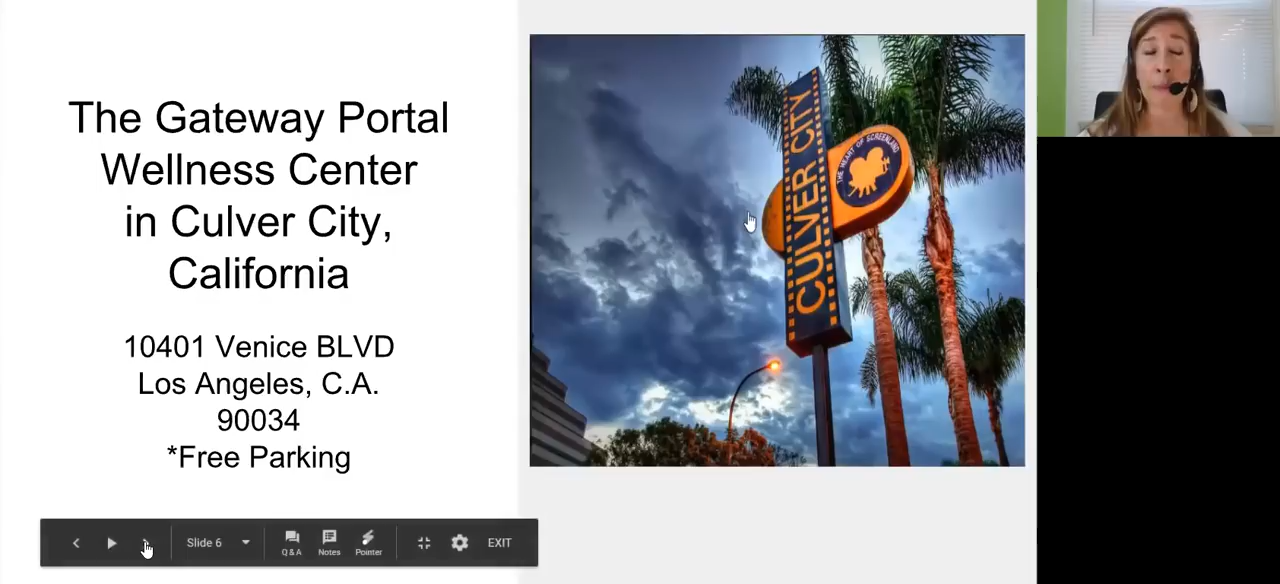 The Gateway Portal
Wellness Center
in Culver City,
California
10401 Venice BLVD
Los Angeles, C.A.
90034
*Free Parking
CULVER CITY
THE HEART OF SCREENLAND
Slide 6
Q & A
Notes
Pointer
EXIT